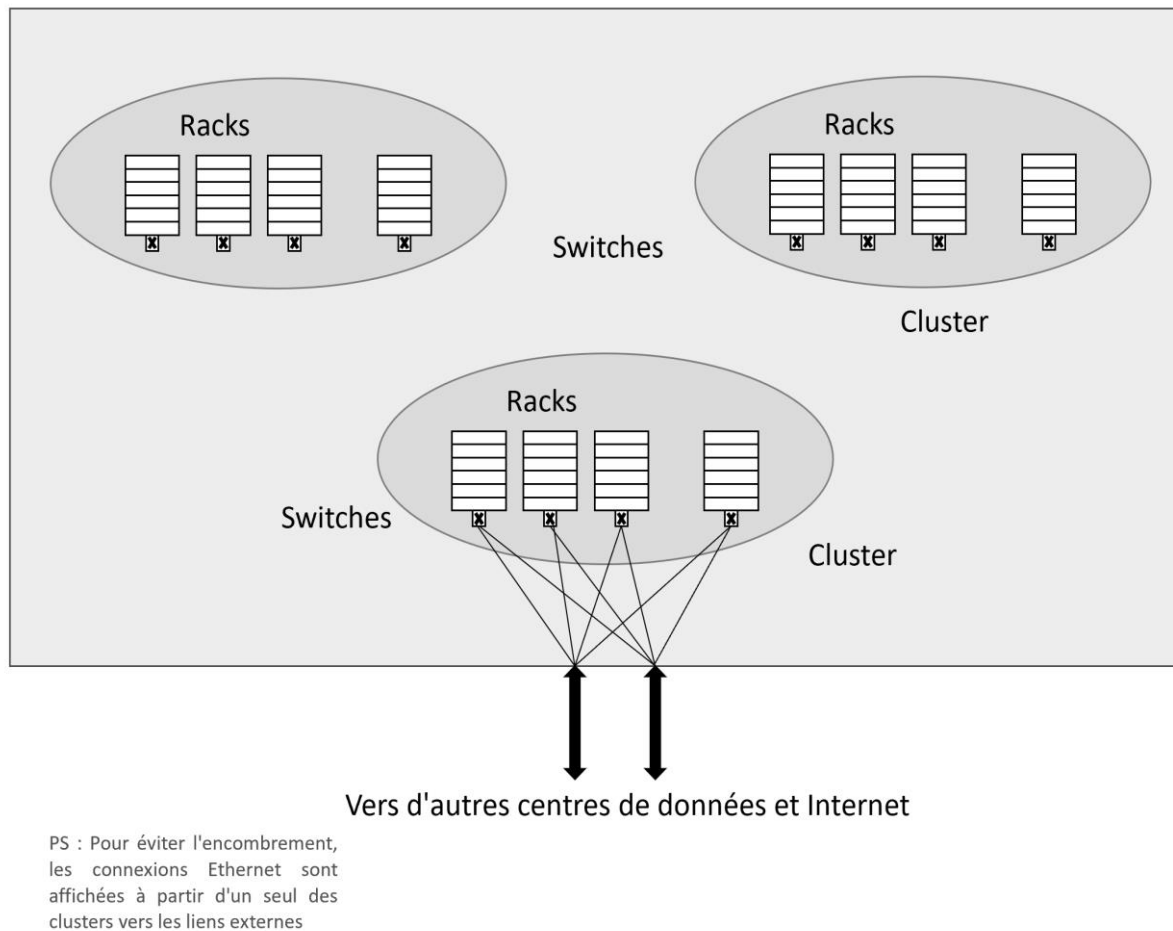 Racks
Racks
Switches
Cluster
Racks
Switches
Cluster
Vers d'autres centres de données et Internet
PS : Pour éviter l'encombrement,
les connexions Ethernet sont
affichées à partir d'un seul des
clusters vers les liens externes